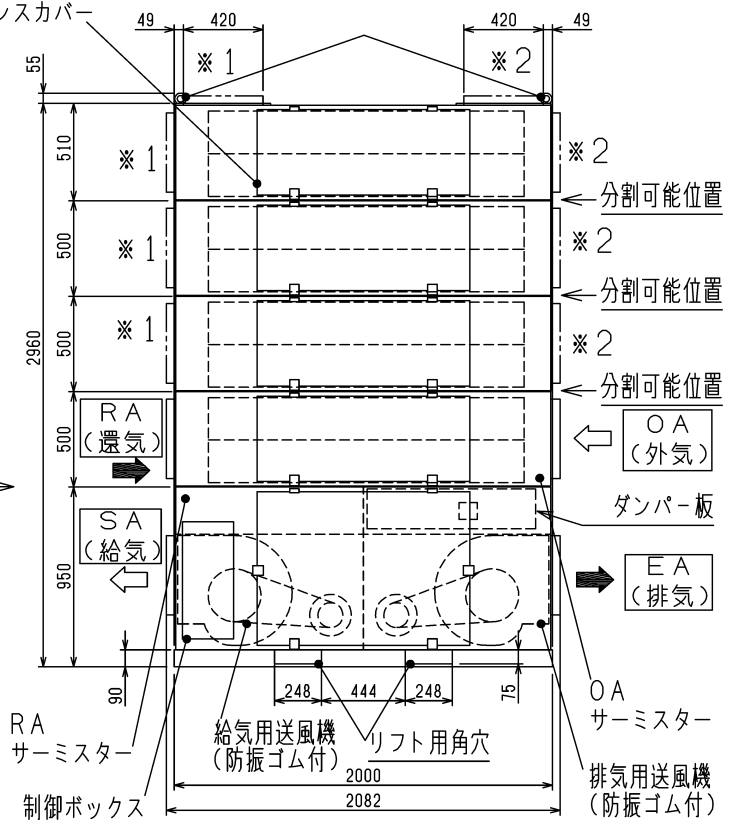 ンスカバー
49
420
420
49
※1
※2
55
510
※1
※2
分割可能位置
500
※1
※2
分割可能位置
2960
500
※1
※2
分割可能位置
500
RA
(還気)
OA
(外気)
ダンパー板
SA
(給気)
950
EA
(排気)
90
248
444
248
75
RA
サーミスター
給気用送風機
(防振ゴム付)
リフト用角穴
OA
サーミスター
2000
制御ボックス
2082
排気用送風機
(防振ゴム付)